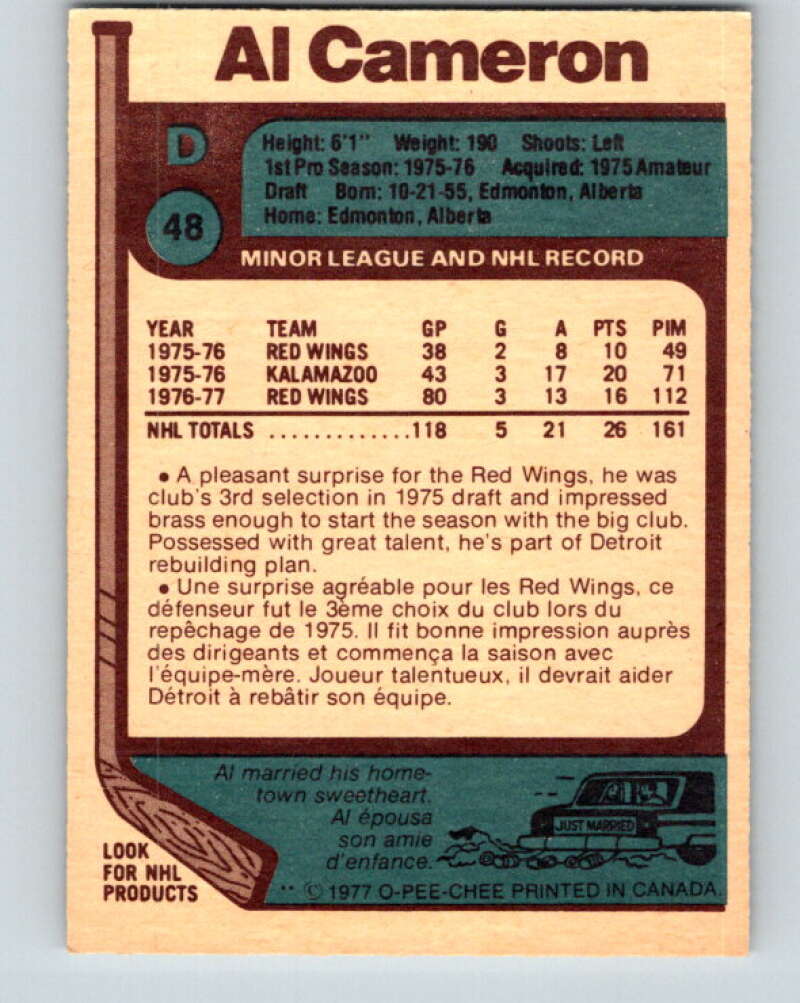 Al Cameron
D
Height: 6'1" Weight: 190 Shoots: Left
1st Pro Season: 1975-76 Acquired: 1975 Amateur
Draft Born: 10-21-55, Edmonton, Alberta
Home: Edmonton, Alberta
48
MINOR LEAGUE AND NHL RECORD
YEAR TEAM GP G A PTS PIM
1975-76 RED WINGS 38 2 8 10 49
1975-76 KALAMAZOO 43 3 17 20 71
1976-77 RED WINGS 80 3 13 16 112
NHL TOTALS .............118 5 21 26 161
• A pleasant surprise for the Red Wings, he was
club's 3rd selection in 1975 draft and impressed
brass enough to start the season with the big club.
Possessed with great talent, he's part of Detroit
rebuilding plan.
• Une surprise agréable pour les Red Wings, ce
défenseur fut le 3ème choix du club lors du
repêchage de 1975. Il fit bonne impression auprès
des dirigeants et commença la saison avec
l'équipe-mère. Joueur talentueux, il devrait aider
Détroit à rebâtir son équipe.
Al married his home-
town sweetheart.
Al épousa
son amie
d'enfance.
JUST MARRIED
LOOK
FOR NHL
PRODUCTS
** © 1977 O-PEE-CHEE PRINTED IN CANADA.